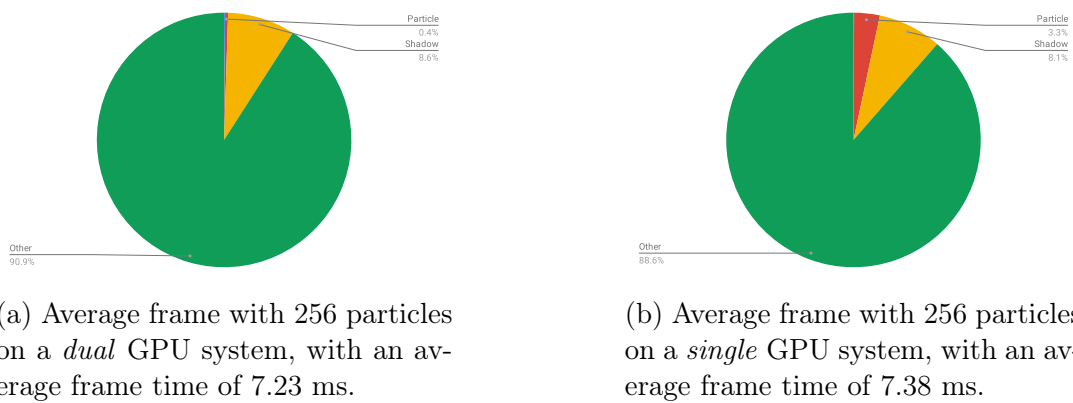 Particle
0.4%
Shadow
8.6%
Other
90.9%
(a) Average frame with 256 particles
on a dual GPU system, with an av-
erage frame time of 7.23 ms.
Particle
3.3%
Shadow
8.1%
Other
88.6%
(b) Average frame with 256 particles
on a single GPU system, with an av-
erage frame time of 7.38 ms.